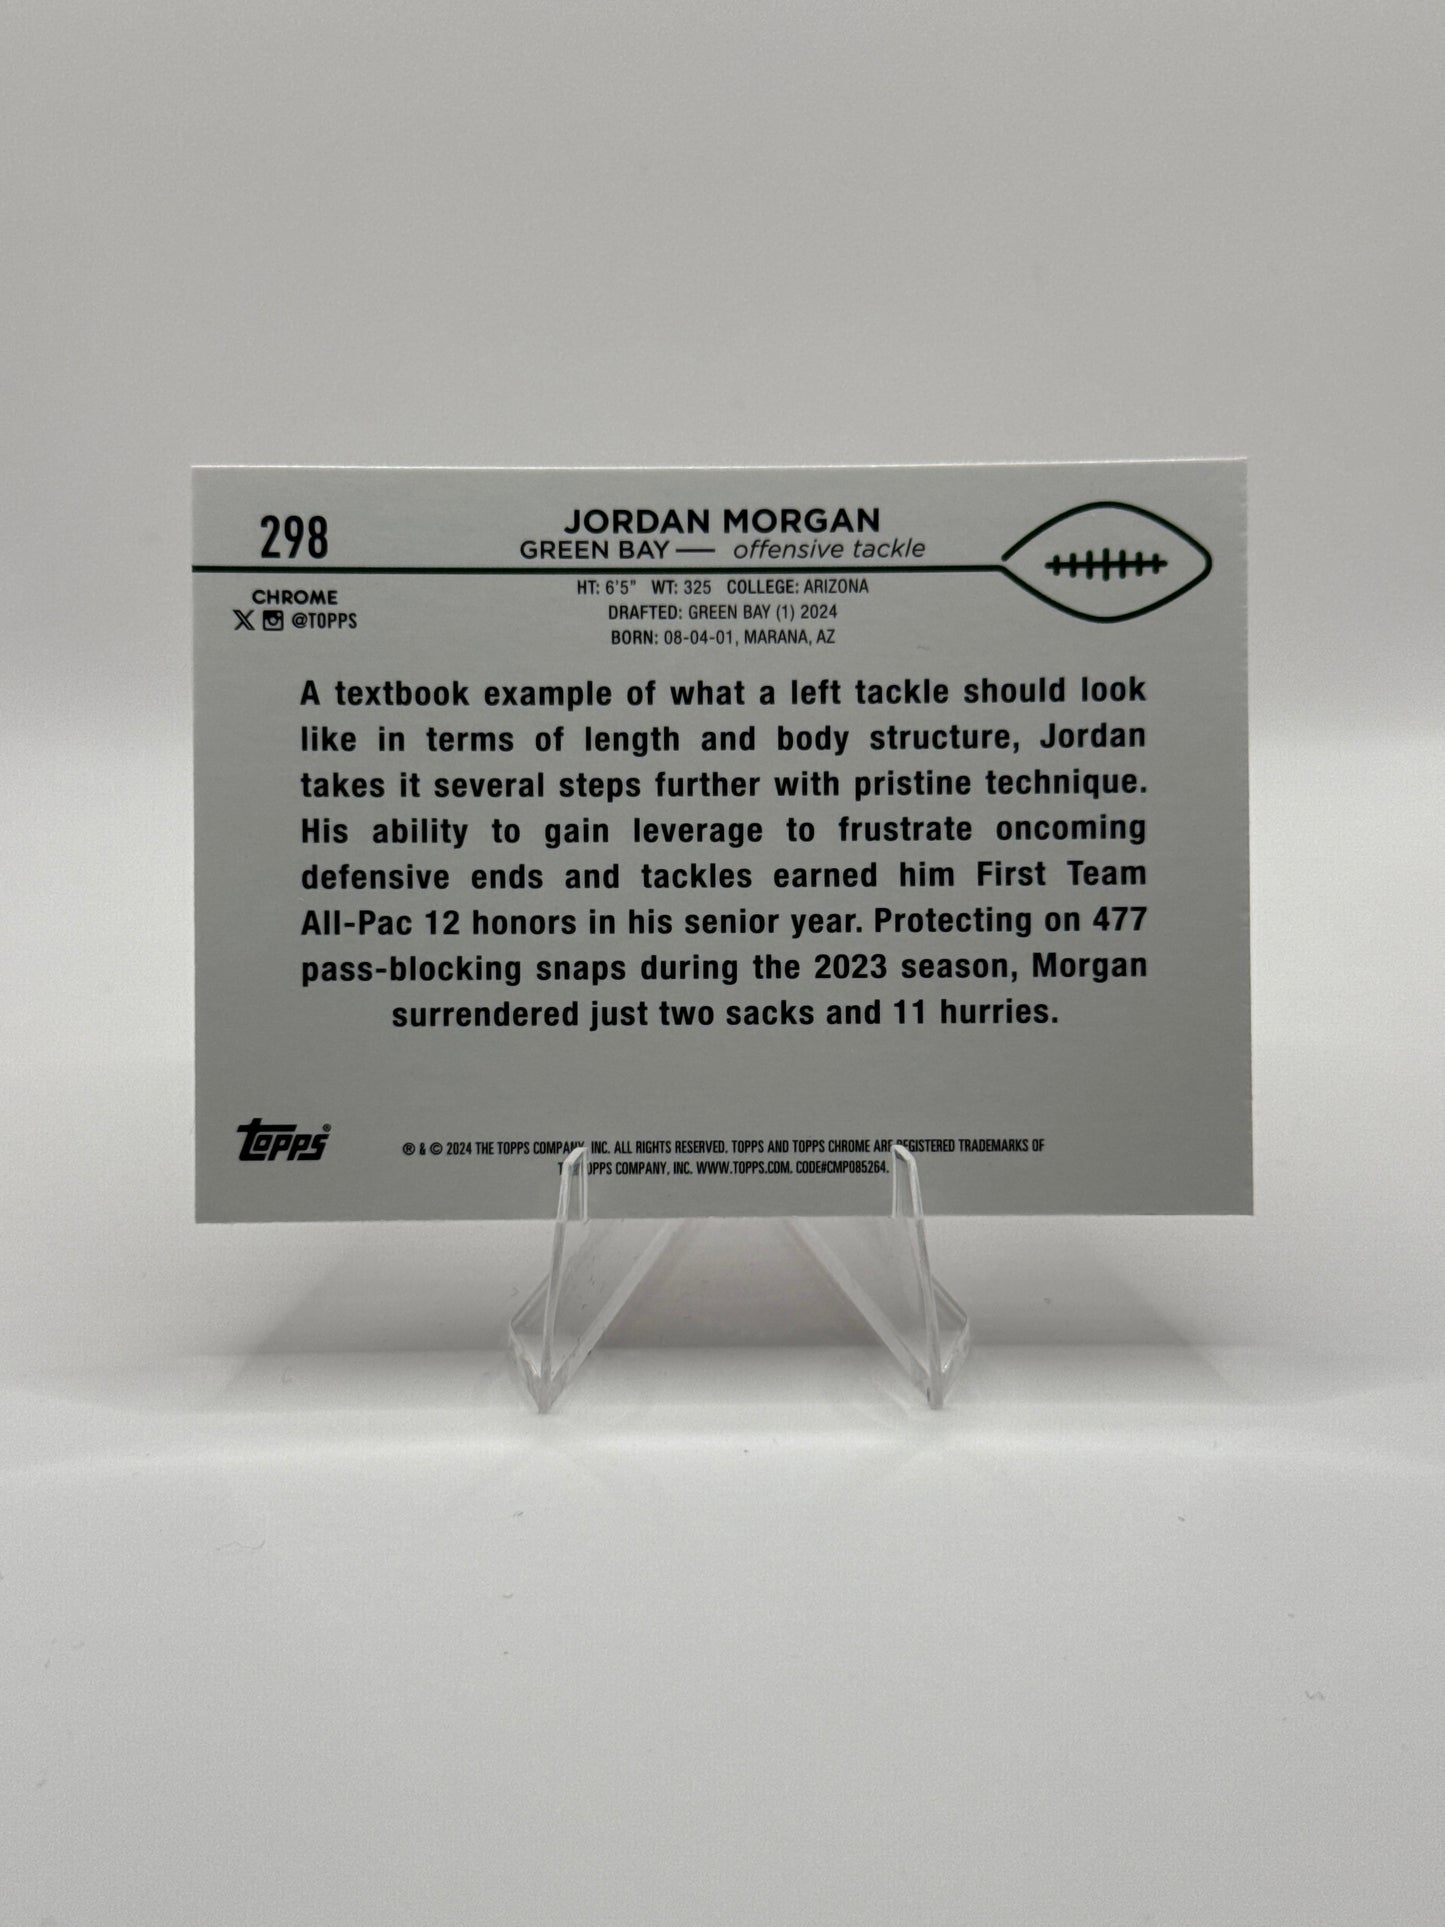 298
JORDAN MORGAN
GREEN BAY — offensive tackle
CHROME
@TOPPS
HT: 6'5" WT: 325 COLLEGE: ARIZONA
DRAFTED: GREEN BAY (1) 2024
BORN: 08-04-01, MARANA, AZ
A textbook example of what a left tackle should look
like in terms of length and body structure, Jordan
takes it several steps further with pristine technique.
His ability to gain leverage to frustrate oncoming
defensive ends and tackles earned him First Team
All-Pac 12 honors in his senior year. Protecting on 477
pass-blocking snaps during the 2023 season, Morgan
surrendered just two sacks and 11 hurries.
Topps®
® & © 2024 THE TOPPS COMPANY, INC. ALL RIGHTS RESERVED. TOPPS AND TOPPS CHROME ARE REGISTERED TRADEMARKS OF
TOPPS COMPANY, INC. WWW.TOPPS.COM. CODE#CMP085264.